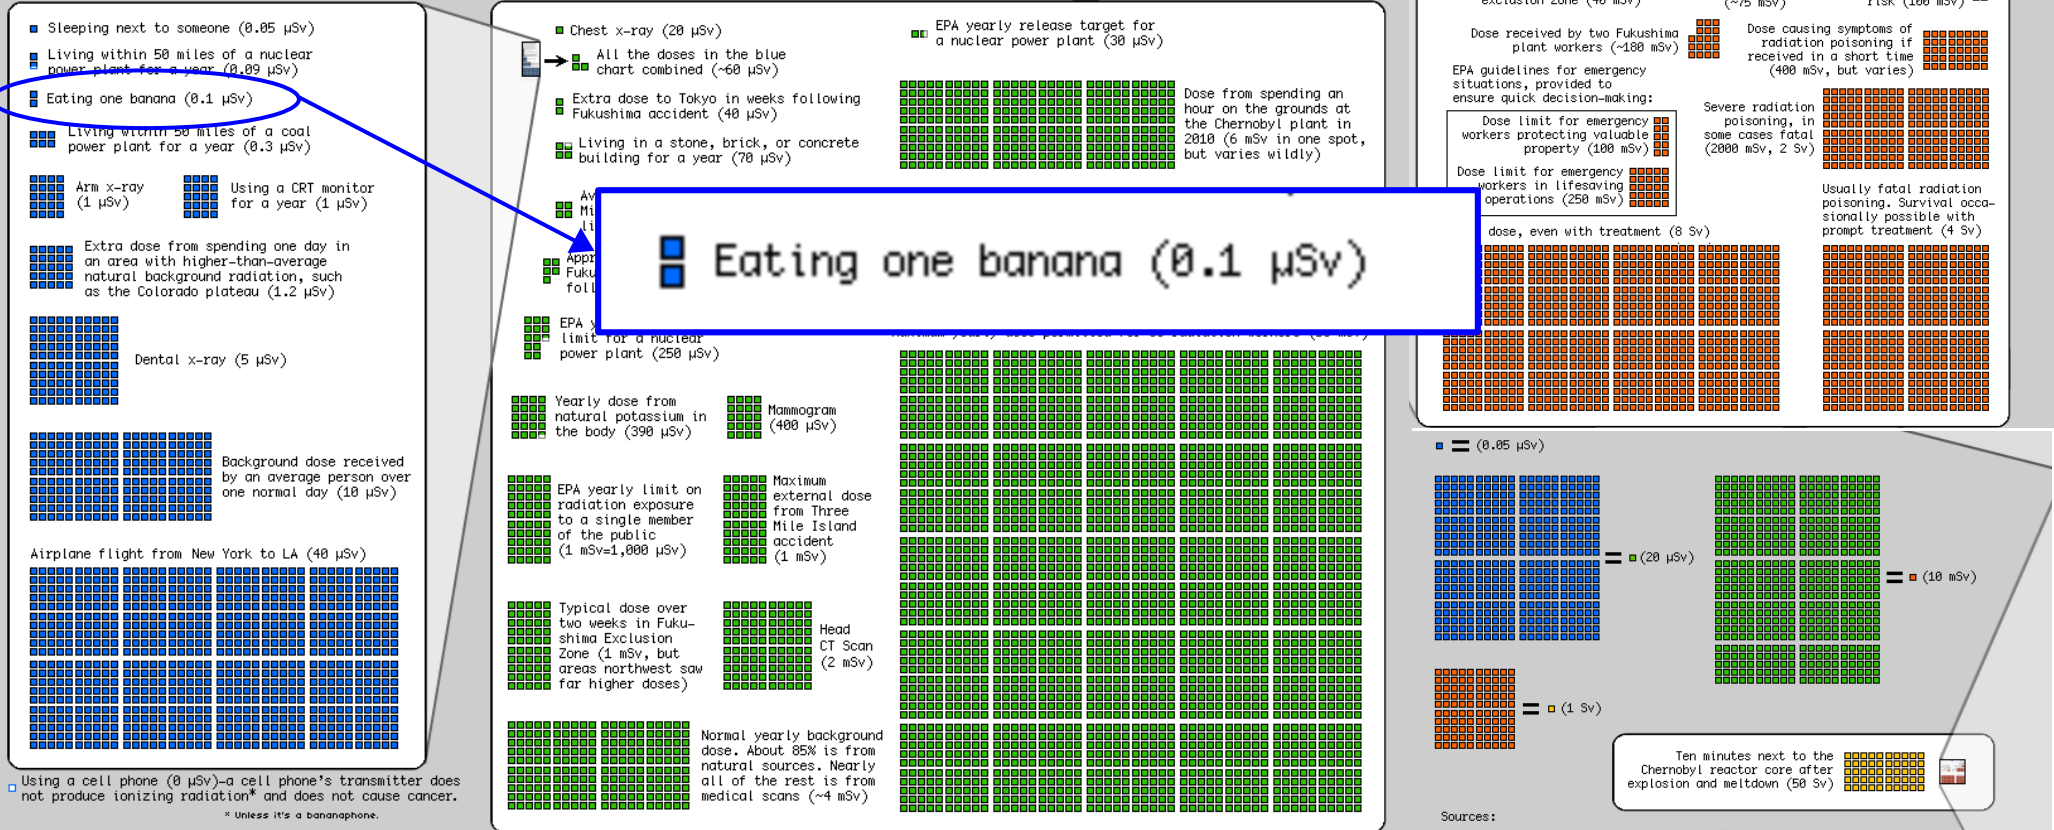 Sleeping next to someone (0.05 µSv)
Living within 50 miles of a nuclear
power plant for a year (0.09 µSv)
Eating one banana (0.1 µSv)
Living within 50 miles of a coal
power plant for a year (0.3 µSv)
Arm x-ray
(1 µSv)
Using a CRT monitor
for a year (1 µSv)
Extra dose from spending one day in
an area with higher-than-average
natural background radiation, such
as the Colorado plateau (1.2 µSv)
Dental x-ray (5 µSv)
Background dose received
by an average person over
one normal day (10 µSv)
Airplane flight from New York to LA (40 µSv)
Using a cell phone (0 µSv)—a cell phone's transmitter does
not produce ionizing radiation* and does not cause cancer.
* Unless it's a bananaphone.
Chest x-ray (20 µSv)
All the doses in the blue
chart combined (~60 µSv)
Extra dose to Tokyo in weeks following
Fukushima accident (40 µSv)
Living in a stone, brick, or concrete
building for a year (70 µSv)
EPA
limit for a nuclear
power plant (250 µSv)
Yearly dose from
natural potassium in
the body (390 µSv)
Mammogram
(400 µSv)
EPA yearly limit on
radiation exposure
to a single member
of the public
(1 mSv=1,000 µSv)
Maximum
external dose
from Three
Mile Island
accident
(1 mSv)
Typical dose over
two weeks in Fuku-
shima Exclusion
Zone (1 mSv, but
areas northwest saw
far higher doses)
Head
CT Scan
(2 mSv)
Normal yearly background
dose. About 85% is from
natural sources. Nearly
all of the rest is from
medical scans (~4 mSv)
EPA yearly release target for
a nuclear power plant (30 µSv)
Dose from spending an
hour on the grounds at
the Chernobyl plant in
2010 (6 mSv in one spot,
but varies wildly)
Eating one banana (0.1 µSv)
Dose received by two Fukushima
plant workers (~180 mSv)
Dose causing symptoms of
radiation poisoning if
received in a short time
(400 mSv, but varies)
EPA guidelines for emergency
situations, provided to
ensure quick decision-making:
Dose limit for emergency
workers protecting valuable
property (100 mSv)
Dose limit for emergency
workers in lifesaving
operations (250 mSv)
Severe radiation
poisoning, in
some cases fatal
(2000 mSv, 2 Sv)
Usually fatal radiation
poisoning. Survival occa-
sionally possible with
prompt treatment (4 Sv)
dose, even with treatment (8 Sv)
= (0.05 µSv)
= (20 µSv)
= (10 mSv)
= (1 Sv)
Ten minutes next to the
Chernobyl reactor core after
explosion and meltdown (50 Sv)
Sources: